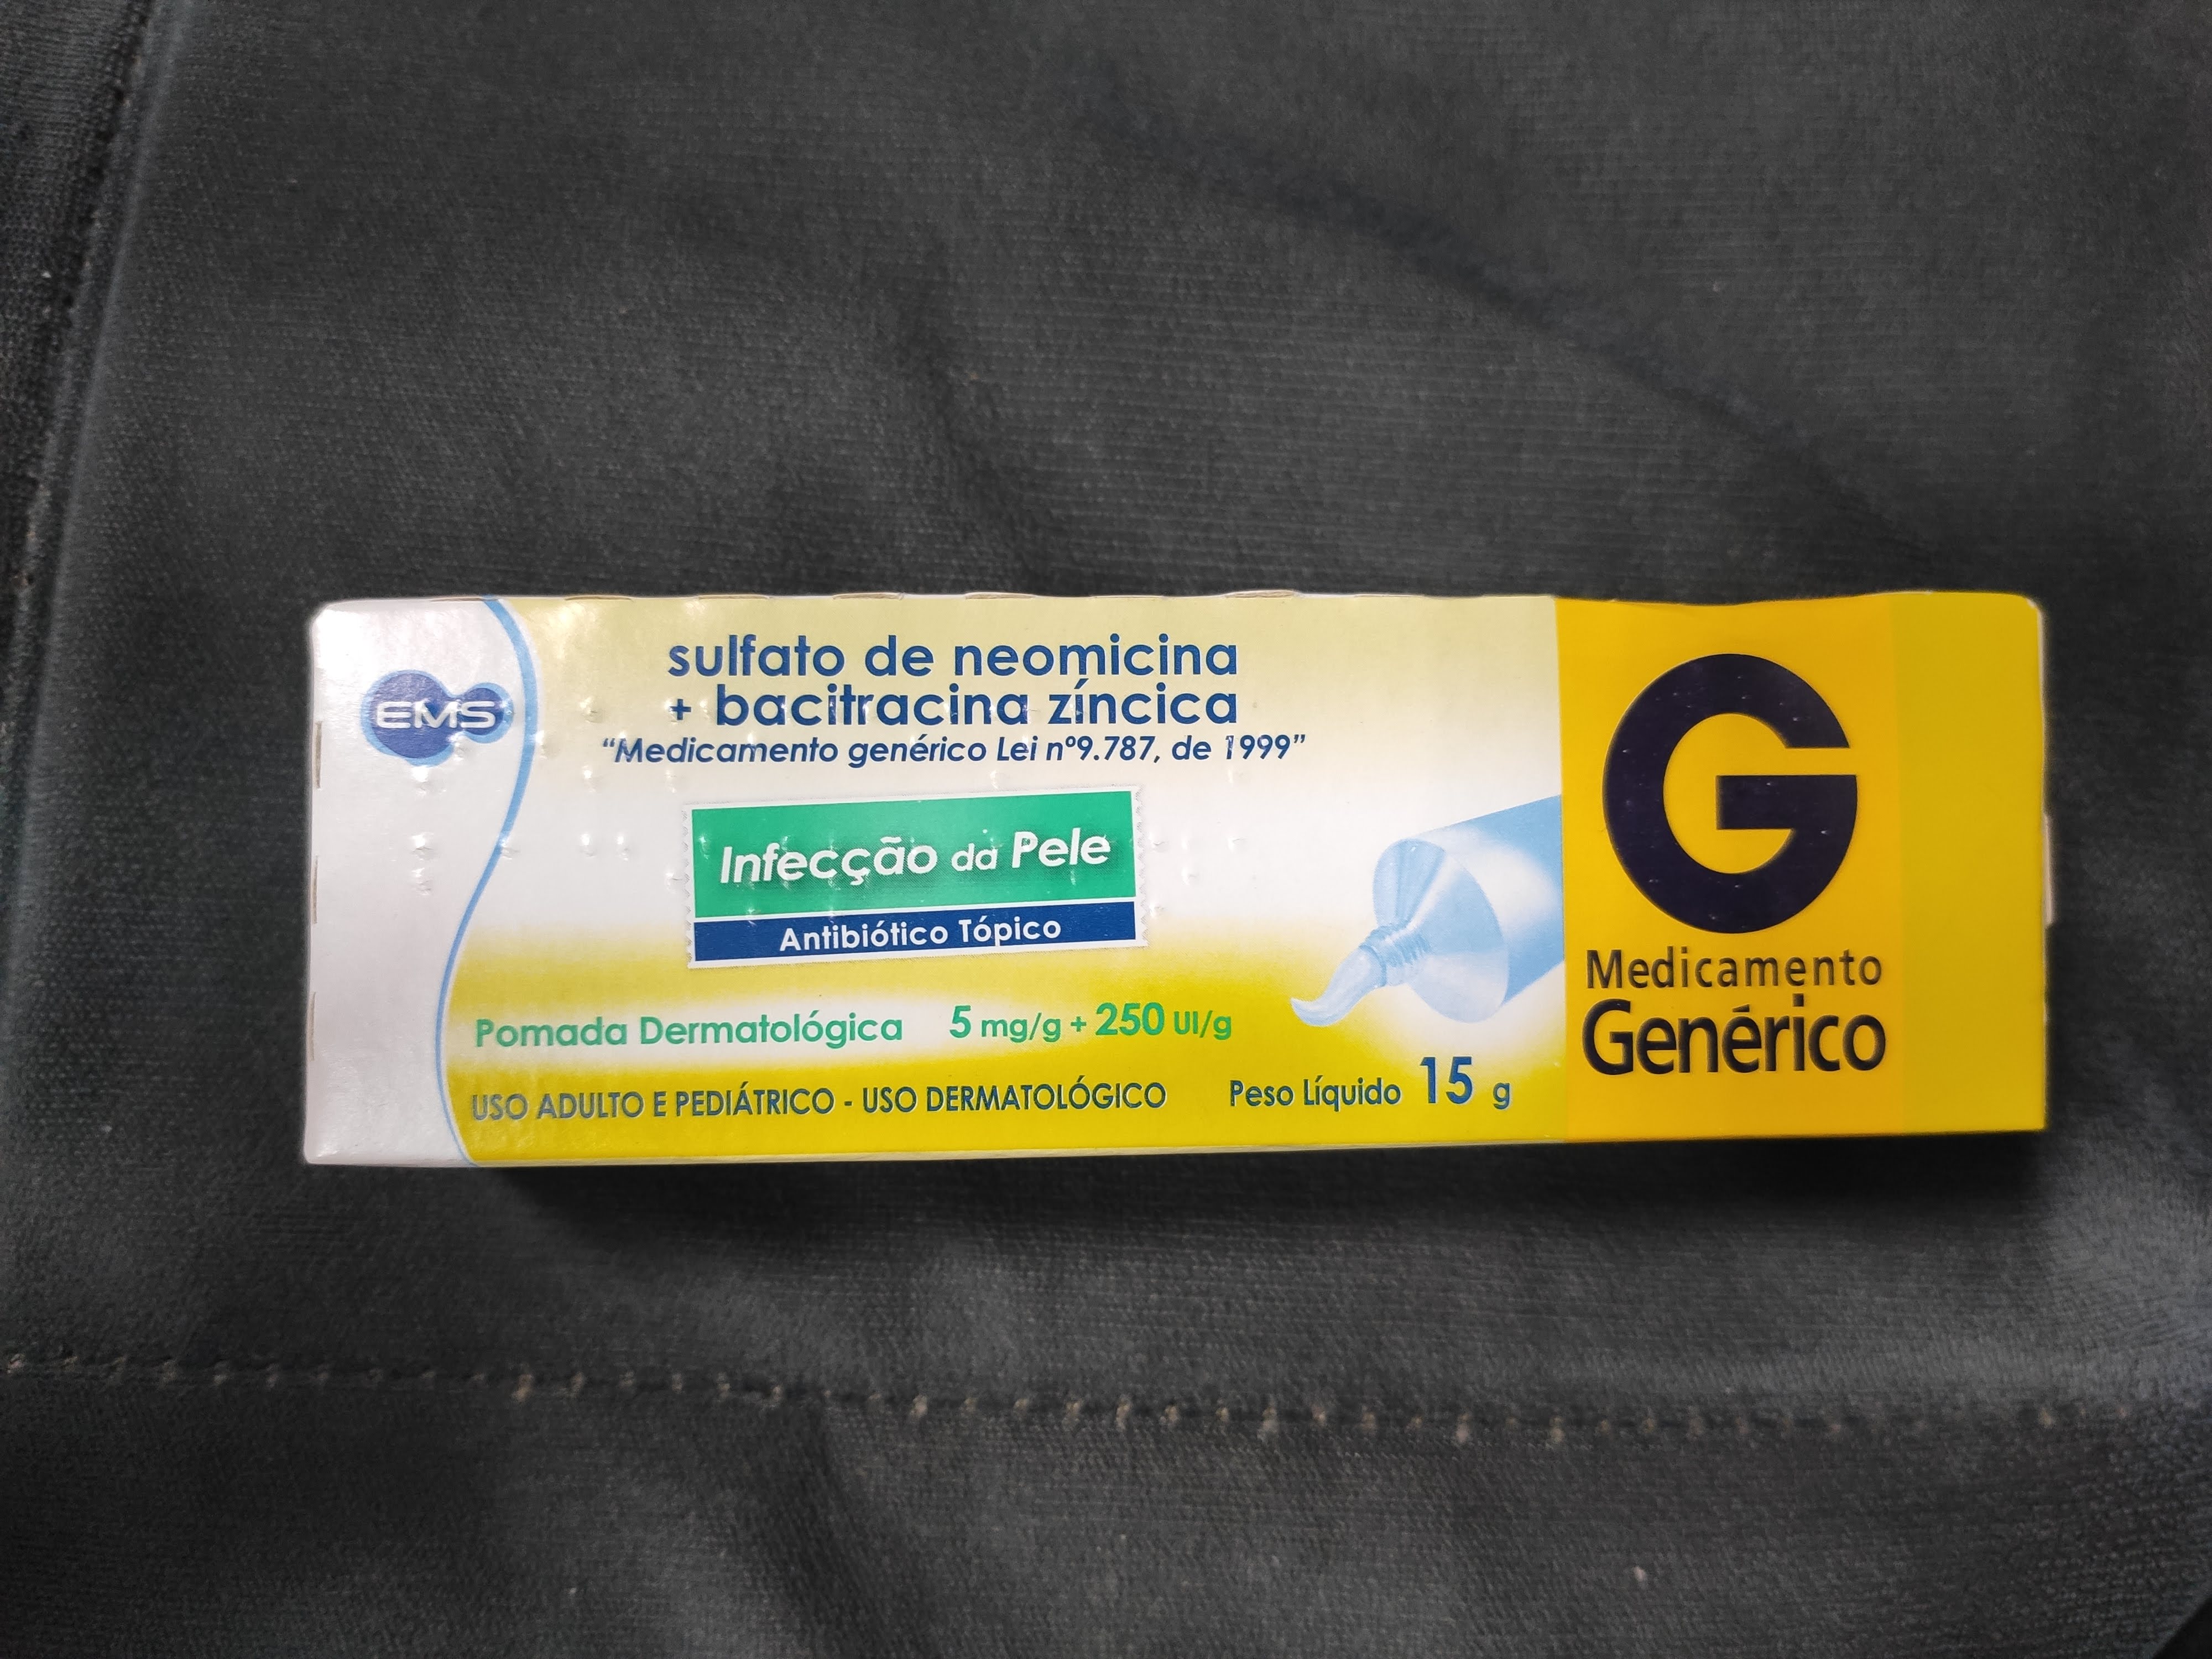 EMS
sulfato de neomicina
+ bacitracina zíncica
“Medicamento genérico Lei nº9.787, de 1999”
Infecção da Pele
Antibiótico Tópico
Pomada Dermatológica 5 mg/g + 250 UI/g
USO ADULTO E PEDIÁTRICO - USO DERMATOLÓGICO Peso Líquido 15 g
G
Medicamento
Genérico